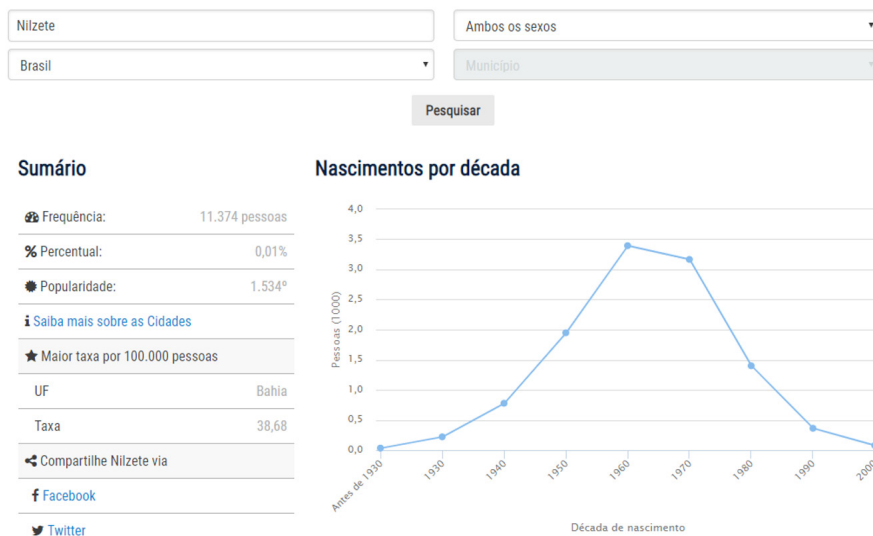 Nilzete
Ambos os sexos
Brasil
Município
Pesquisar
Sumário
Frequência: 11.374 pessoas
Percentual: 0,01%
Popularidade: 1.534º
Saiba mais sobre as Cidades
Maior taxa por 100.000 pessoas
UF Bahia
Taxa 38,68
Compartilhe Nilzete via
Facebook
Twitter
Nascimentos por década
4,0
3,5
3,0
2,5
2,0
1,5
1,0
0,5
0,0
Pessoas (1000)
Antes de 1930
1930
1940
1950
1960
1970
1980
1990
2000
Década de nascimento